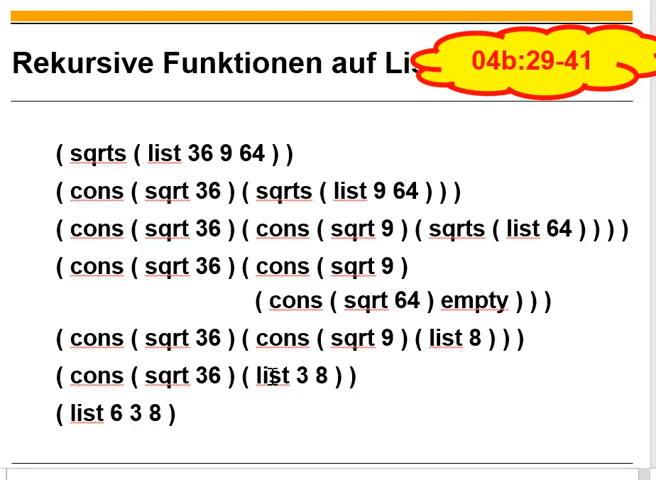 Rekursive Funktionen auf Lis
04b:29-41
( sqrts ( list 36 9 64 ) )
( cons ( sqrt 36 ) ( sqrts ( list 9 64 ) ) )
( cons ( sqrt 36 ) ( cons ( sqrt 9 ) ( sqrts ( list 64 ) ) ) )
( cons ( sqrt 36 ) ( cons ( sqrt 9 )
( cons ( sqrt 64 ) empty ) ) )
( cons ( sqrt 36 ) ( cons ( sqrt 9 ) ( list 8 ) ) )
( cons ( sqrt 36 ) ( list 3 8 ) )
( list 6 3 8 )